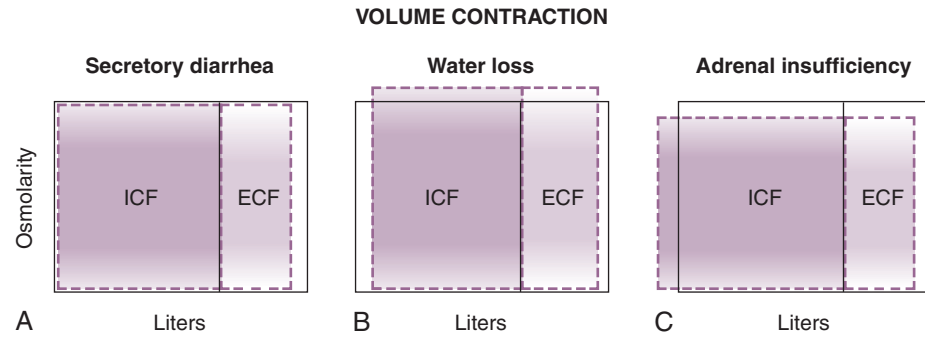 VOLUME CONTRACTION
Secretory diarrhea
Water loss
Adrenal insufficiency
Osmolarity
ICF
ECF
ICF
ECF
ICF
ECF
A
Liters
B
Liters
C
Liters